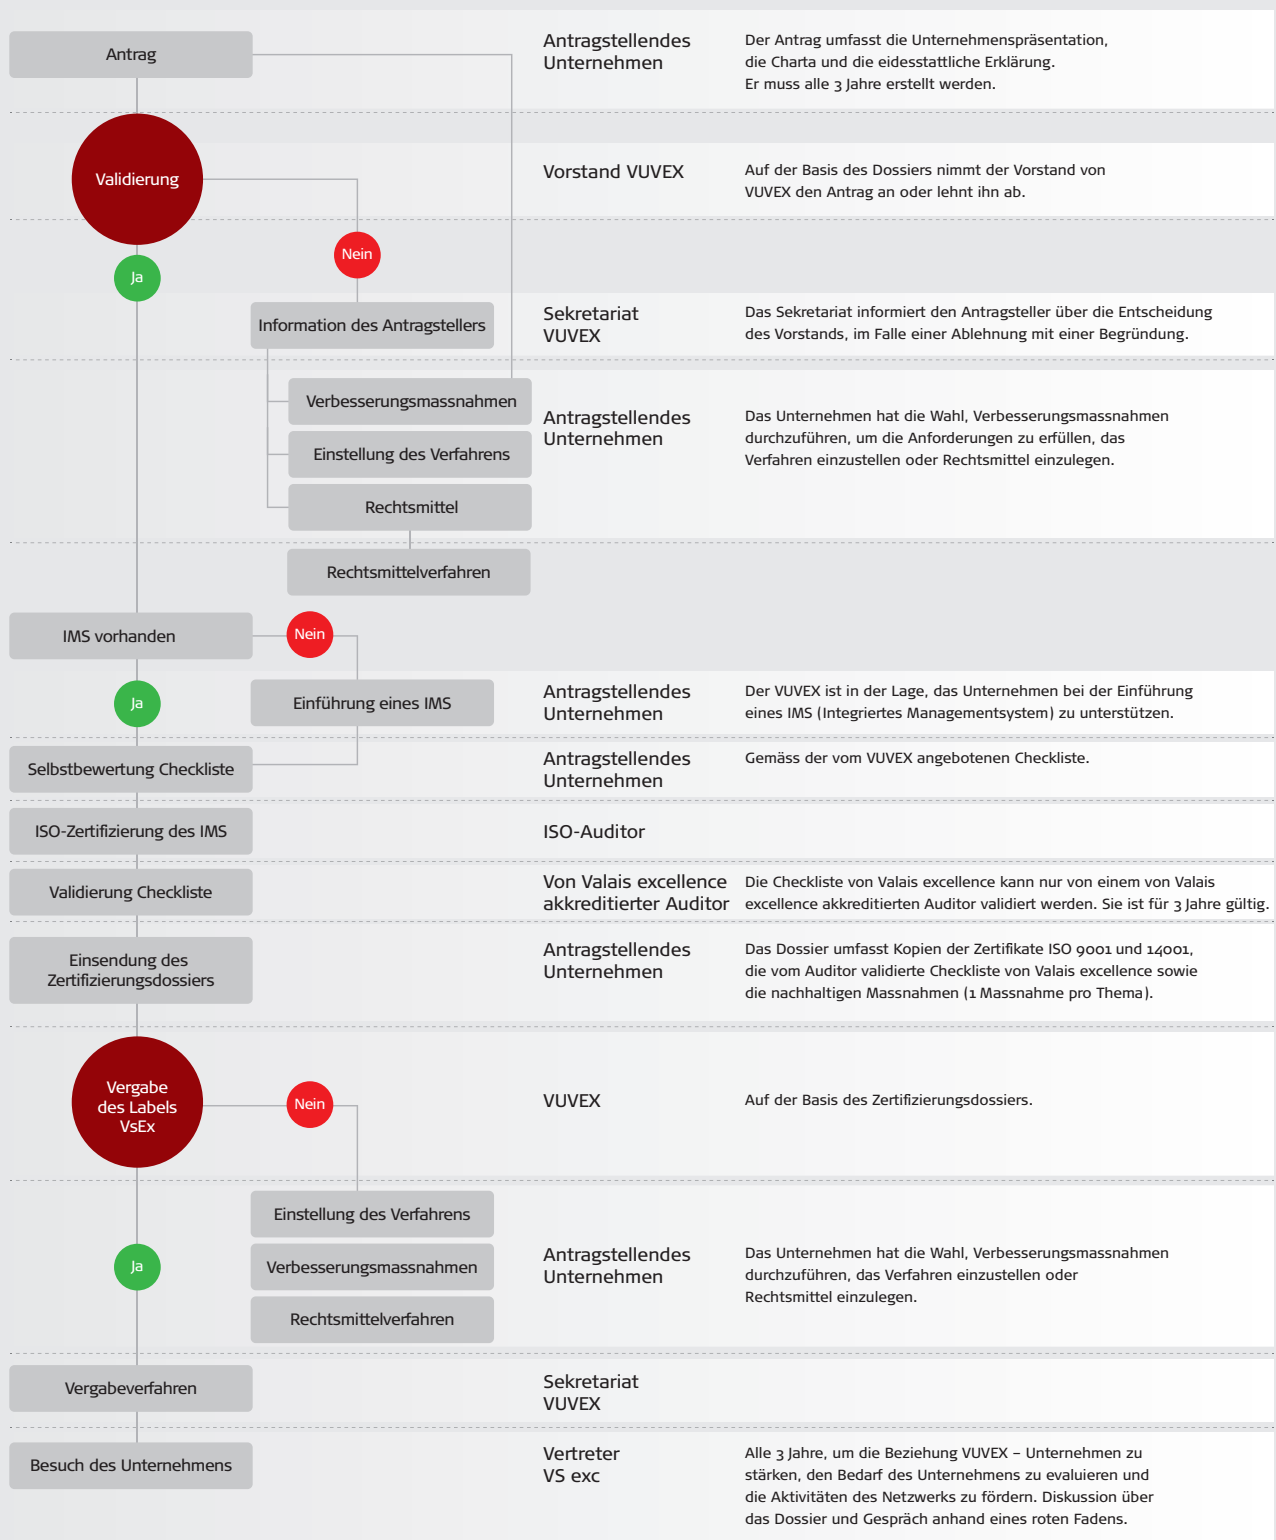 Antrag
Antragstellendes
Unternehmen
Der Antrag umfasst die Unternehmenspräsentation,
die Charta und die eidesstattliche Erklärung.
Er muss alle 3 Jahre erstellt werden.
Validierung
Vorstand VUVEX
Auf der Basis des Dossiers nimmt der Vorstand von
VUVEX den Antrag an oder lehnt ihn ab.
Nein
Ja
Information des Antragstellers
Sekretariat
VUVEX
Das Sekretariat informiert den Antragsteller über die Entscheidung
des Vorstands, im Falle einer Ablehnung mit einer Begründung.
Verbesserungsmassnahmen
Einstellung des Verfahrens
Rechtsmittel
Antragstellendes
Unternehmen
Das Unternehmen hat die Wahl, Verbesserungsmassnahmen
durchzuführen, um die Anforderungen zu erfüllen, das
Verfahren einzustellen oder Rechtsmittel einzulegen.
Rechtsmittelverfahren
IMS vorhanden
Nein
Ja
Einführung eines IMS
Antragstellendes
Unternehmen
Der VUVEX ist in der Lage, das Unternehmen bei der Einführung
eines IMS (Integriertes Managementsystem) zu unterstützen.
Selbstbewertung Checkliste
Antragstellendes
Unternehmen
Gemäss der vom VUVEX angebotenen Checkliste.
ISO-Zertifizierung des IMS
ISO-Auditor
Validierung Checkliste
Von Valais excellence
akkreditierter Auditor
Die Checkliste von Valais excellence kann nur von einem von Valais
excellence akkreditierten Auditor validiert werden. Sie ist für 3 Jahre gültig.
Einsendung des
Zertifizierungsdossiers
Antragstellendes
Unternehmen
Das Dossier umfasst Kopien der Zertifikate ISO 9001 und 14001,
die vom Auditor validierte Checkliste von Valais excellence sowie
die nachhaltigen Massnahmen (1 Massnahme pro Thema).
Vergabe
des Labels
VsEx
Nein
VUVEX
Auf der Basis des Zertifizierungsdossiers.
Einstellung des Verfahrens
Verbesserungsmassnahmen
Rechtsmittelverfahren
Ja
Antragstellendes
Unternehmen
Das Unternehmen hat die Wahl, Verbesserungsmassnahmen
durchzuführen, das Verfahren einzustellen oder
Rechtsmittel einzulegen.
Vergabeverfahren
Sekretariat
VUVEX
Besuch des Unternehmens
Vertreter
VS exc
Alle 3 Jahre, um die Beziehung VUVEX – Unternehmen zu
stärken, den Bedarf des Unternehmens zu evaluieren und
die Aktivitäten des Netzwerks zu fördern. Diskussion über
das Dossier und Gespräch anhand eines roten Fadens.